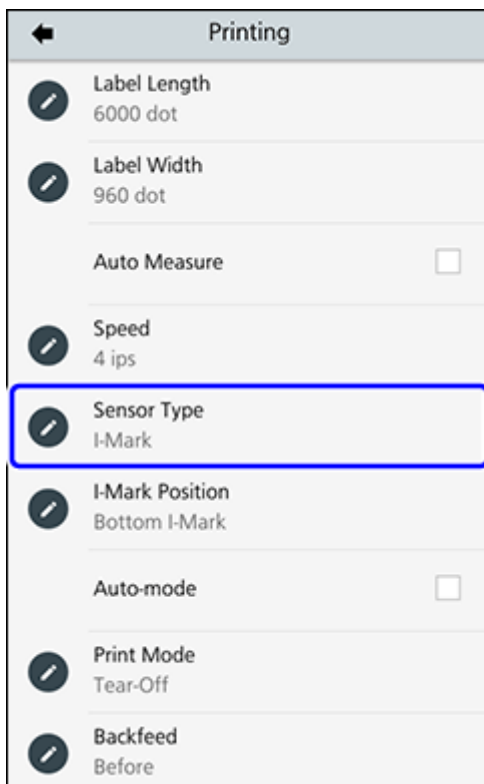 Printing
Label Length
6000 dot
Label Width
960 dot
Auto Measure
Speed
4 ips
Sensor Type
I-Mark
I-Mark Position
Bottom I-Mark
Auto-mode
Print Mode
Tear-Off
Backfeed
Before